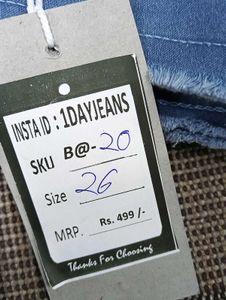 INSTA ID : 1DAYJEANS
SKU B@-20
Size 26
MRP. Rs. 499 /-
Thanks For Choosing